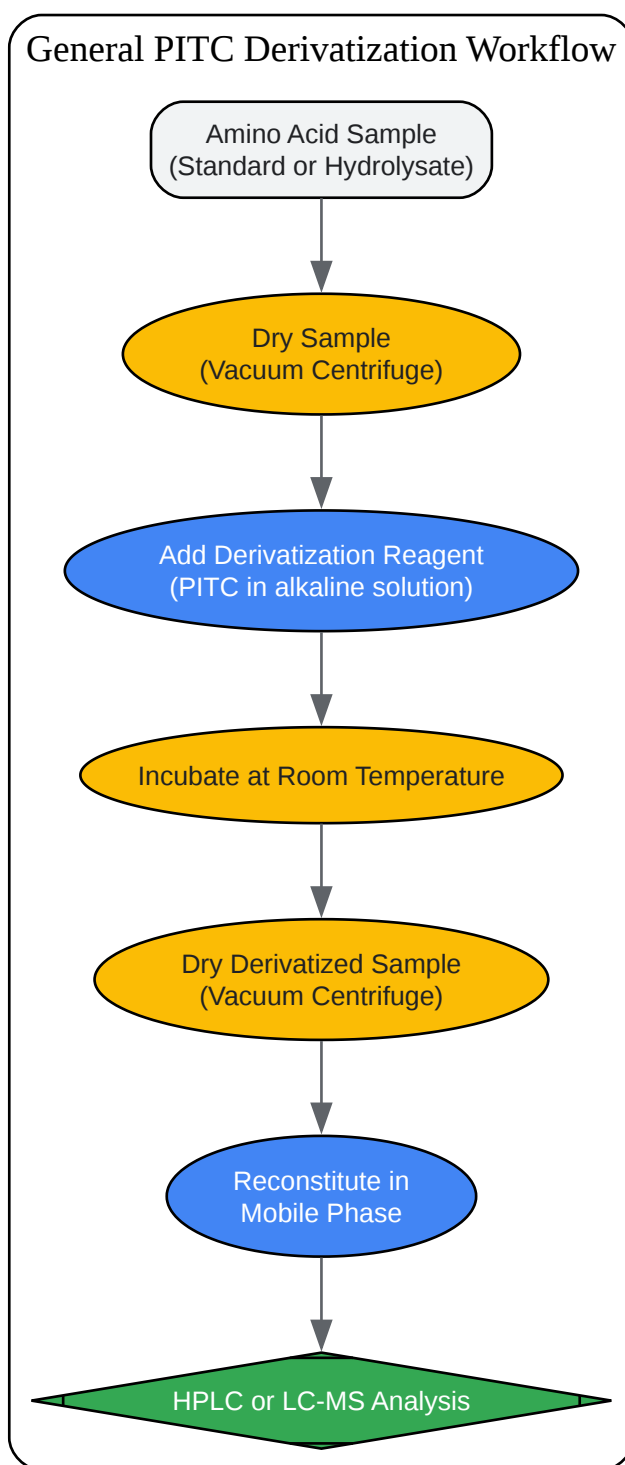 General PITC Derivatization Workflow
Amino Acid Sample
(Standard or Hydrolysate)
Dry Sample
(Vacuum Centrifuge)
Add Derivatization Reagent
(PITC in alkaline solution)
Incubate at Room Temperature
Dry Derivatized Sample
(Vacuum Centrifuge)
Reconstitute in
Mobile Phase
HPLC or LC-MS Analysis